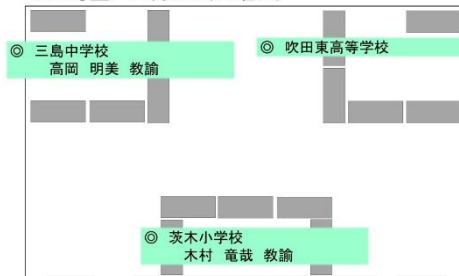 ◎ 三島中学校
高岡 明美 教諭
◎ 吹田東高等学校
◎ 茨木小学校
木村 竜哉 教諭